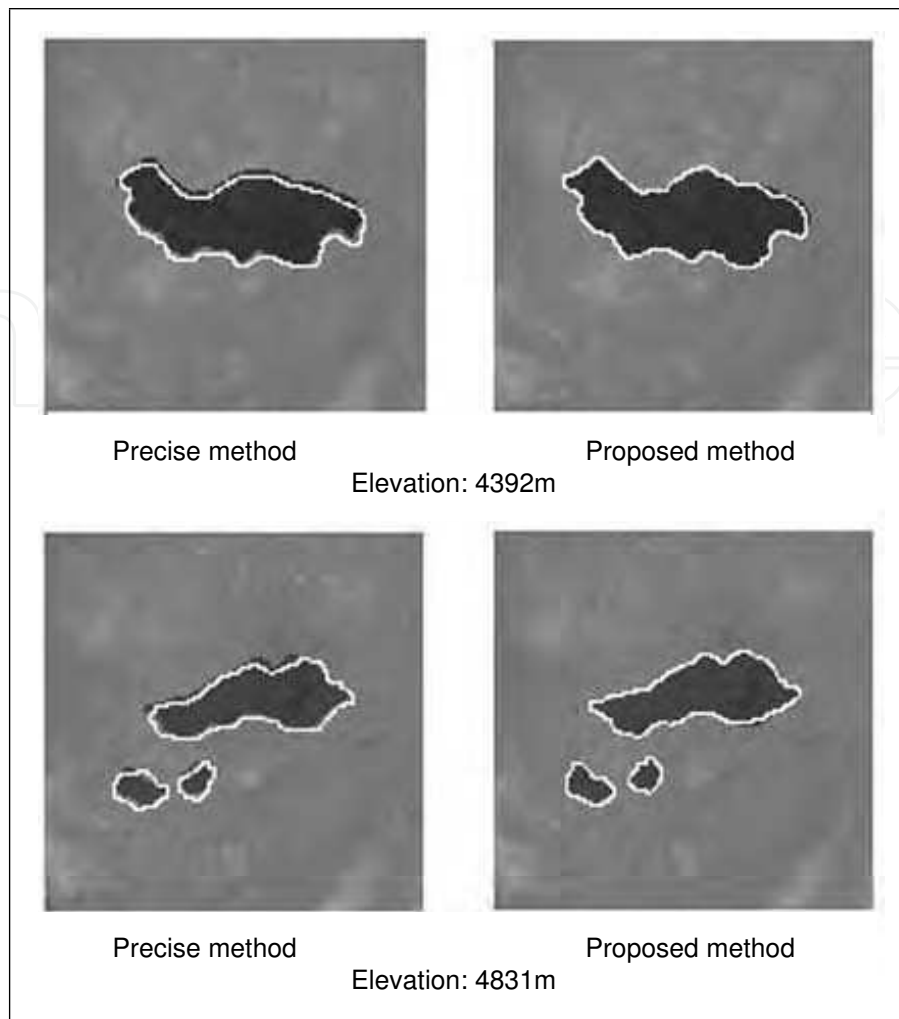 Precise method Proposed method
Elevation: 4392m
Precise method Proposed method
Elevation: 4831m